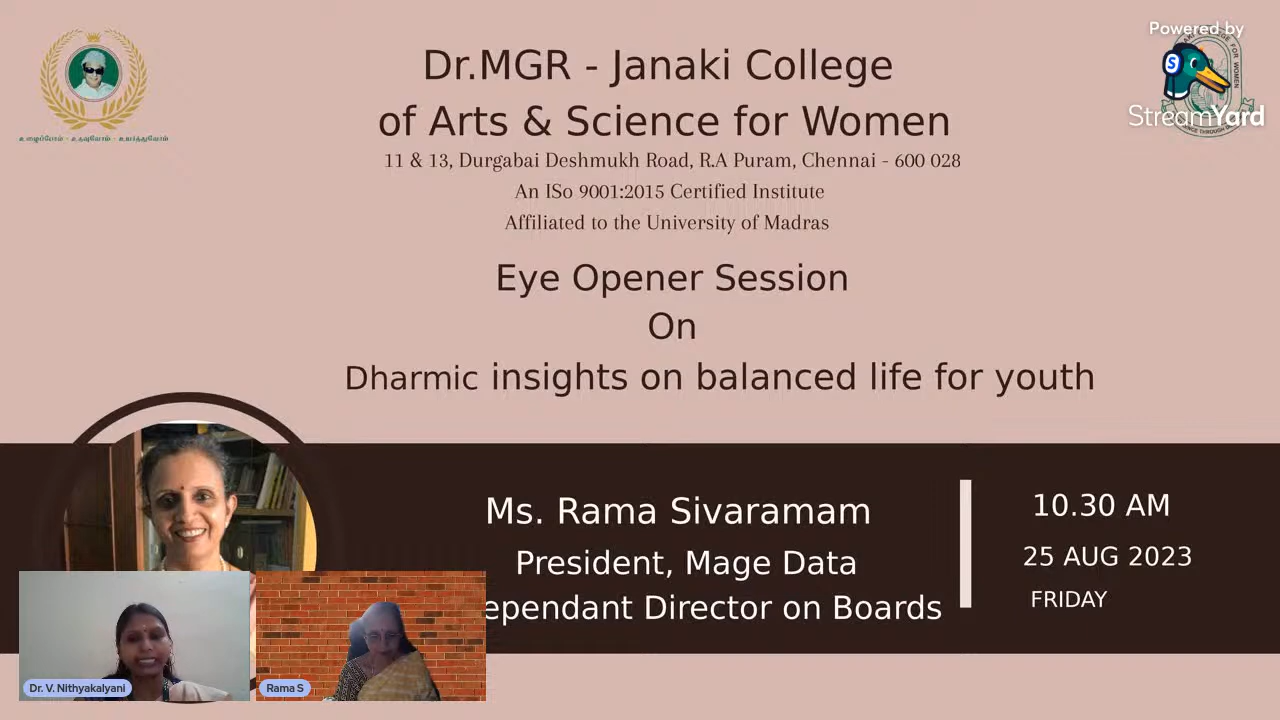 Powered by
StreamYard
Dr.MGR - Janaki College
of Arts & Science for Women
11 & 13, Durgabai Deshmukh Road, R.A Puram, Chennai - 600 028
An ISo 9001:2015 Certified Institute
Affiliated to the University of Madras
உழைப்போம் - உதவுவோம் - உயர்த்துவோம்
Eye Opener Session
On
Dharmic insights on balanced life for youth
Ms. Rama Sivaramam
President, Mage Data
ependant Director on Boards
10.30 AM
25 AUG 2023
FRIDAY
Dr. V. Nithyakalyani
Rama S